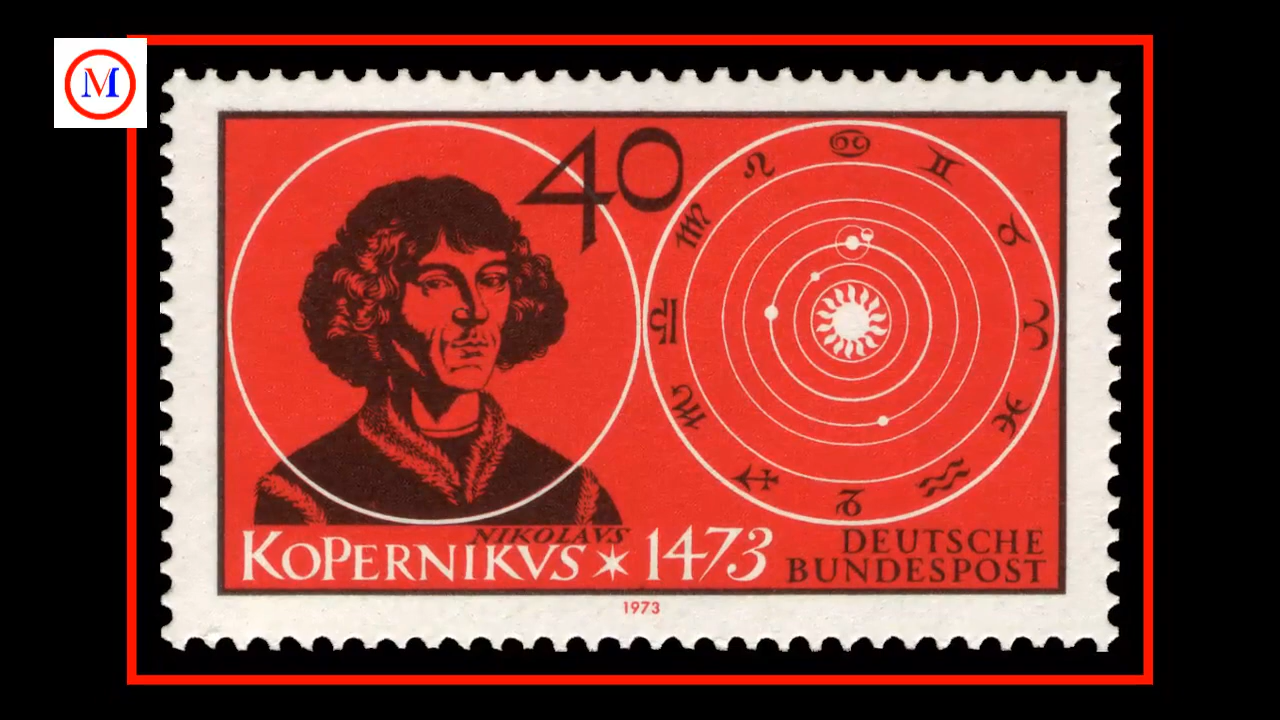 M
40
NIKOLAVS
KOPERNIKVS * 1473
DEUTSCHE
BUNDESPOST
1973